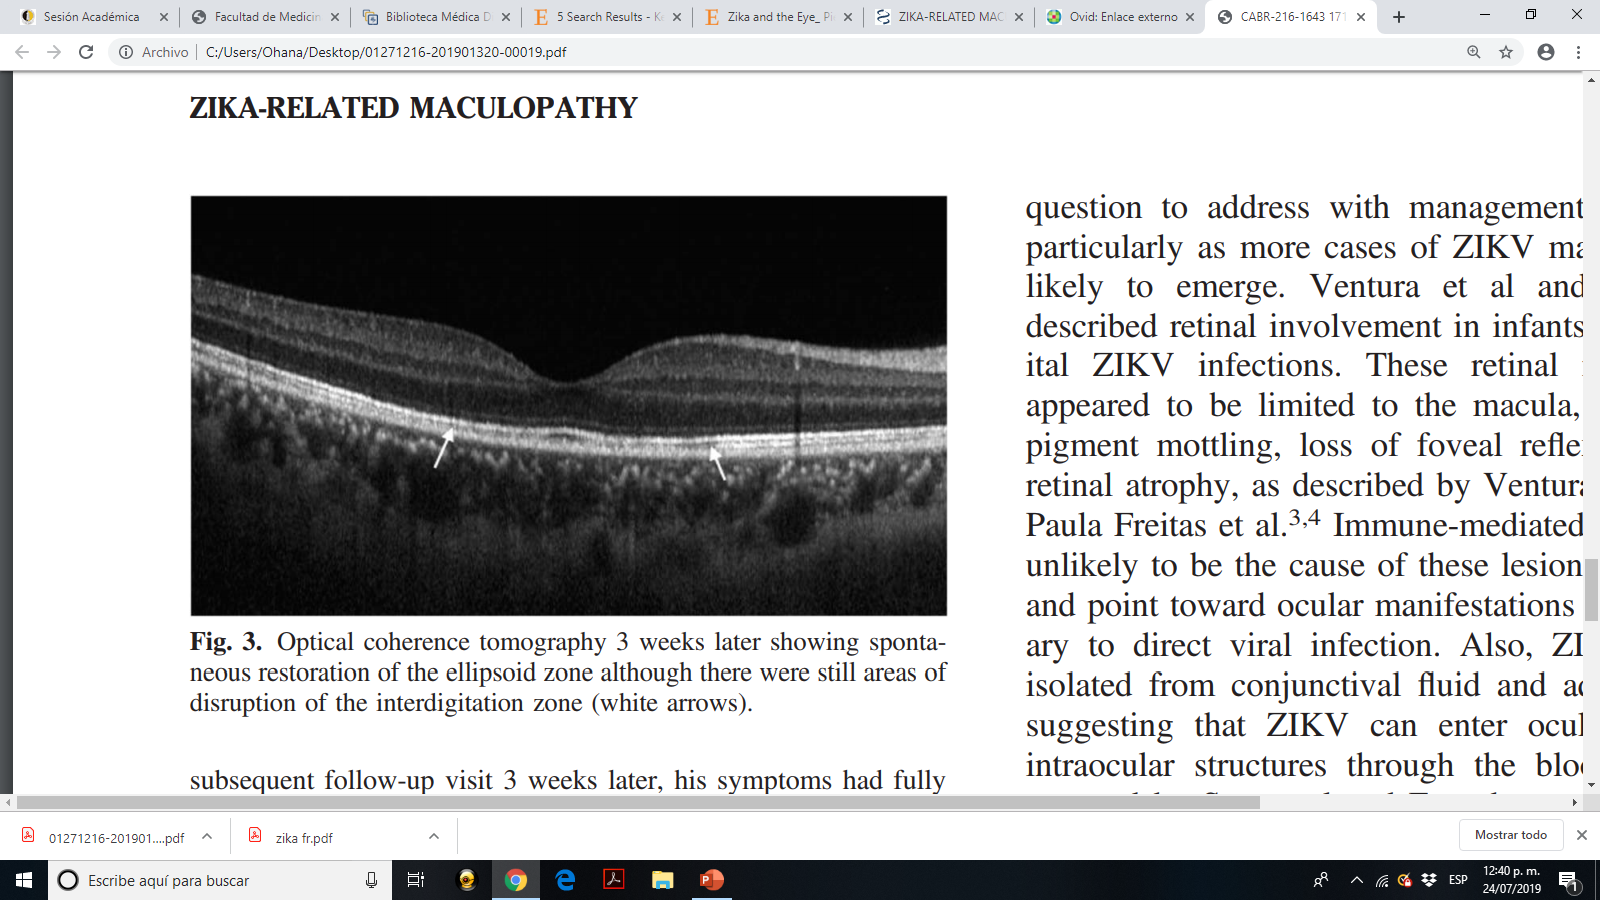 Sesión Académica
Facultad de Medicin
Biblioteca Médica D
5 Search Results - K
Zika and the Eye_ P
ZIKA-RELATED MAC
Ovid: Enlace externo
CABR-216-1643 171
Archivo
C:/Users/Ohana/Desktop/01271216-201901320-00019.pdf
ZIKA-RELATED MACULOPATHY
Fig. 3. Optical coherence tomography 3 weeks later showing sponta-
neous restoration of the ellipsoid zone although there were still areas of
disruption of the interdigitation zone (white arrows).
subsequent follow-up visit 3 weeks later, his symptoms had fully
question to address with management
particularly as more cases of ZIKV ma
likely to emerge. Ventura et al and
described retinal involvement in infants
ital ZIKV infections. These retinal
appeared to be limited to the macula,
pigment mottling, loss of foveal refle
retinal atrophy, as described by Ventura
Paula Freitas et al.3,4 Immune-mediated
unlikely to be the cause of these lesion
and point toward ocular manifestations
ary to direct viral infection. Also, ZI
isolated from conjunctival fluid and a
suggesting that ZIKV can enter ocul
intraocular structures through the bloo
01271216-201901....pdf
zika fr.pdf
Mostrar todo
Escribe aquí para buscar
ESP
12:40 p. m.
24/07/2019
1